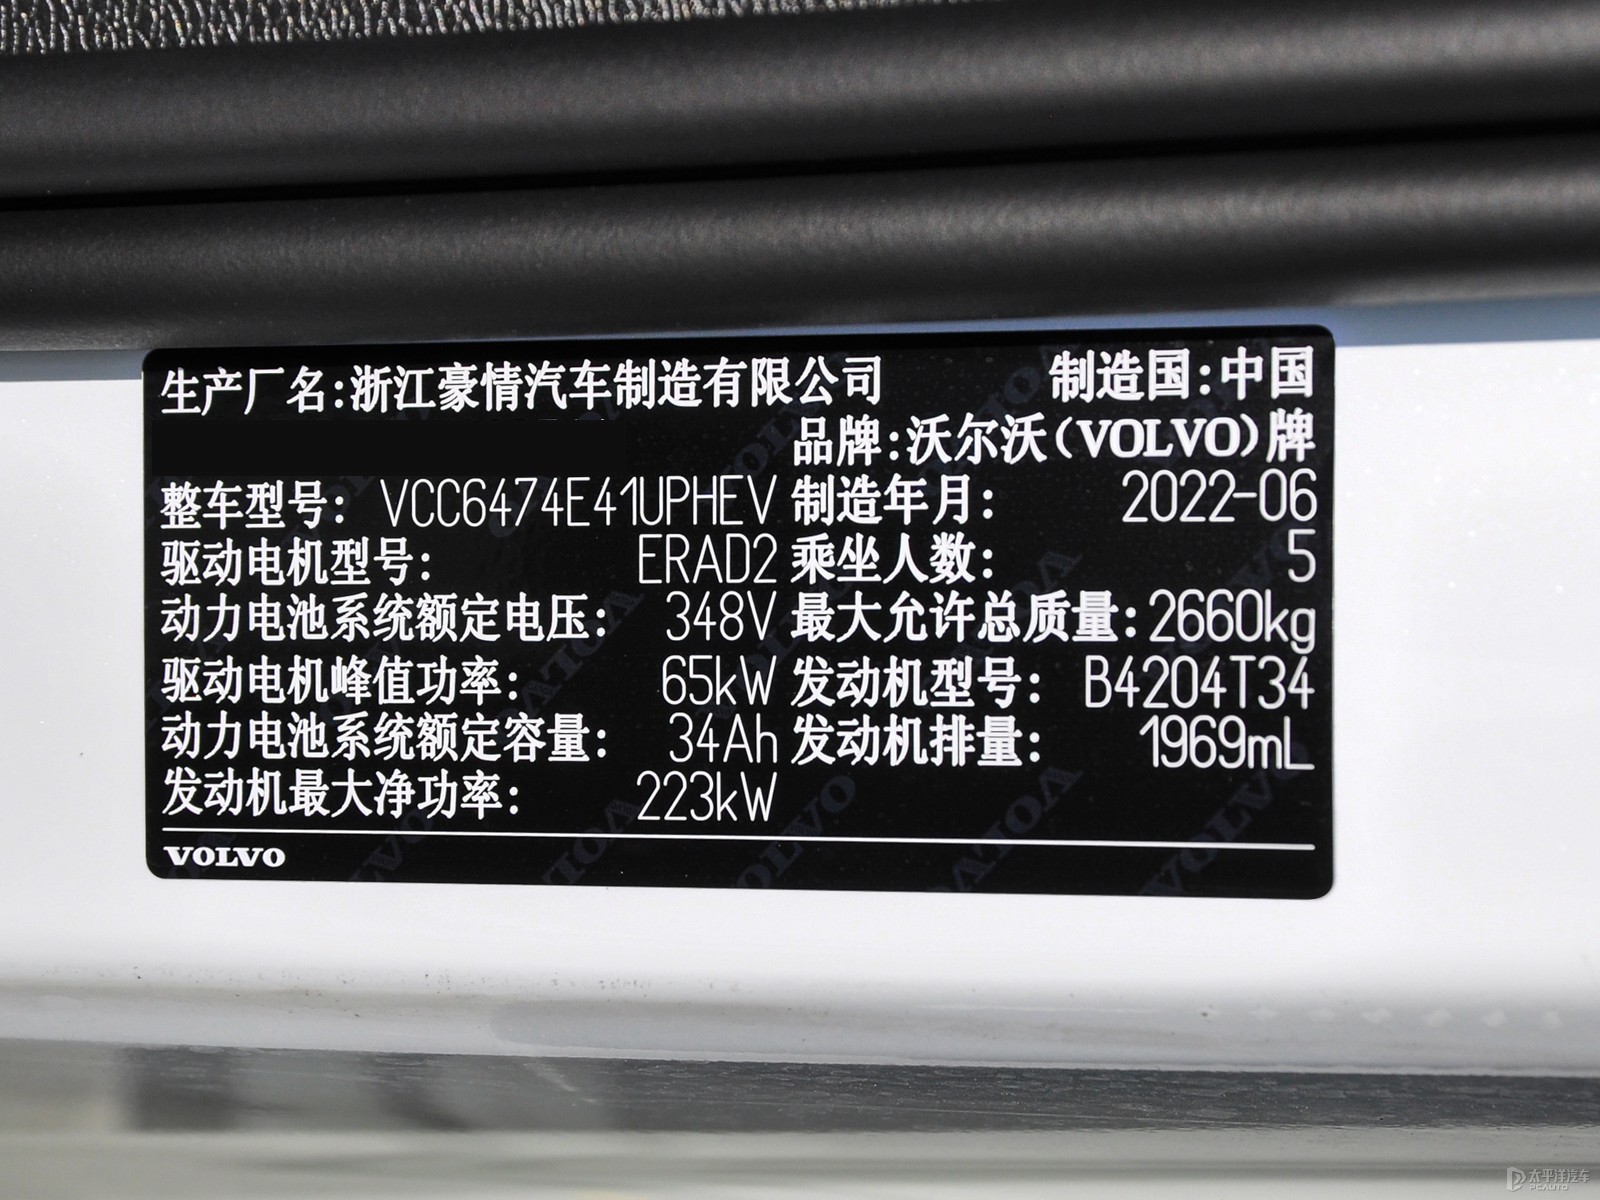 生产厂名:浙江豪情汽车制造有限公司 制造国:中国
品牌:沃尔沃(VOLVO)牌
整车型号: VCC6474E41UPHEV 制造年月: 2022-06
驱动电机型号: ERAD2 乘坐人数: 5
动力电池系统额定电压: 348V 最大允许总质量:2660kg
驱动电机峰值功率: 65kW 发动机型号: B4204T34
动力电池系统额定容量: 34Ah 发动机排量: 1969mL
发动机最大净功率: 223kW
VOLVO
太平洋汽车
PCAUTO